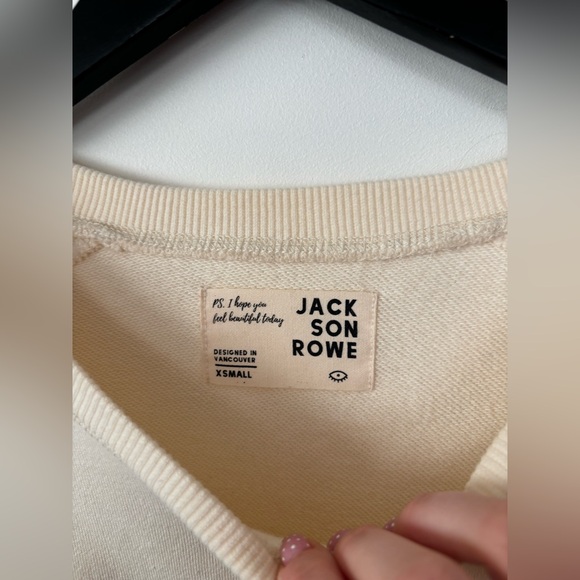 P.S. I hope you
feel beautiful today
JACK
SON
ROWE
DESIGNED IN
VANCOUVER
XSMALL